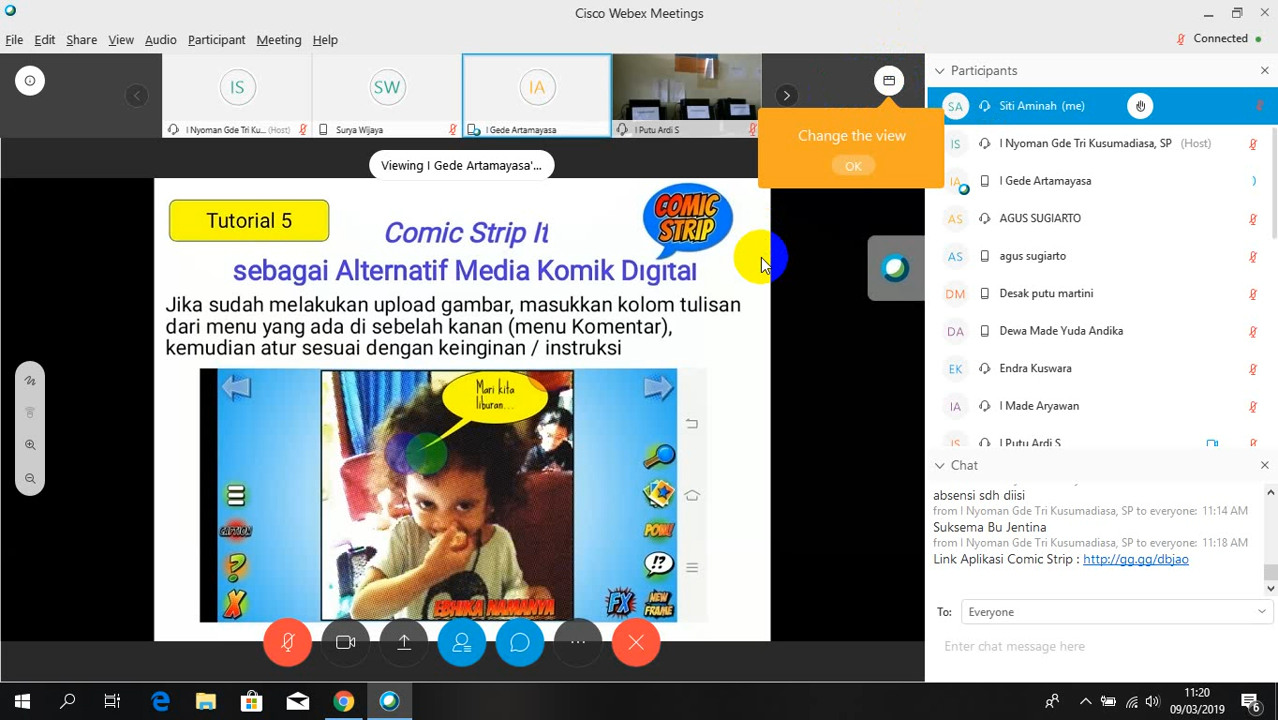 Cisco Webex Meetings
File Edit Share View Audio Participant Meeting Help
Connected
IS
SW
IA
I Nyoman Gde Tri Ku... (Host)
Surya Wijaya
I Gede Artamayasa
I Putu Ardi S
Change the view
OK
Viewing I Gede Artamayasa'...
Tutorial 5
COMIC
STRIP
Comic Strip It
sebagai Alternatif Media Komik Digital
Jika sudah melakukan upload gambar, masukkan kolom tulisan
dari menu yang ada di sebelah kanan (menu Komentar),
kemudian atur sesuai dengan keinginan / instruksi
Mari kita
liburan...
CAPTION
?
X
POW!
!?
FX
NEW
FRAME
EDHIKA NAMANYA
Participants
SA Siti Aminah (me)
IS I Nyoman Gde Tri Kusumadiasa, SP (Host)
IA I Gede Artamayasa
AS AGUS SUGIARTO
AS agus sugiarto
DM Desak putu martini
DA Dewa Made Yuda Andika
EK Endra Kuswara
IA I Made Aryawan
IS I Putu Ardi S
Chat
absensi sdh diisi
from I Nyoman Gde Tri Kusumadiasa, SP to everyone: 11:14 AM
Suksema Bu Jentina
from I Nyoman Gde Tri Kusumadiasa, SP to everyone: 11:18 AM
Link Aplikasi Comic Strip : http://gg.gg/dbjao
To: Everyone
Enter chat message here
11:20
09/03/2019
6